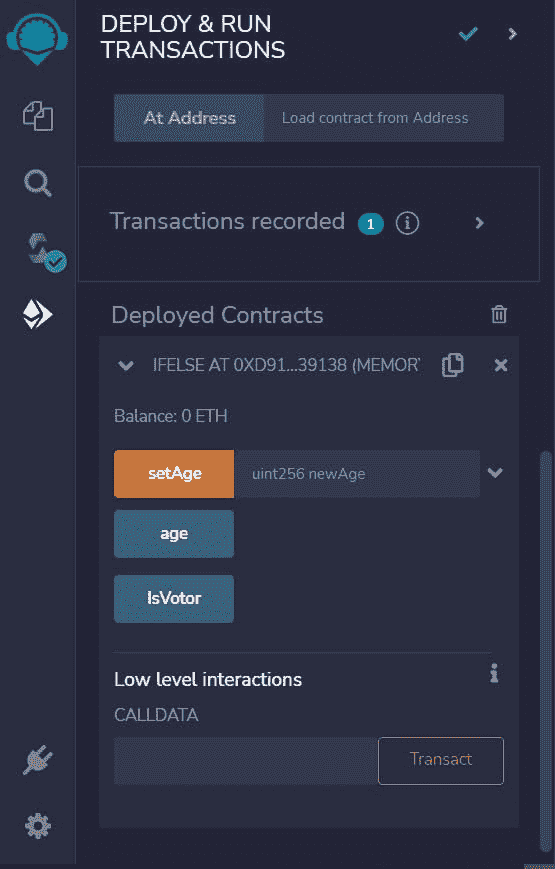 DEPLOY & RUN
TRANSACTIONS
At Address Load contract from Address
Transactions recorded 1
Deployed Contracts
IFELSE AT 0XD91...39138 (MEMOR
Balance: 0 ETH
setAge uint256 newAge
age
IsVotor
Low level interactions
CALLDATA
Transact